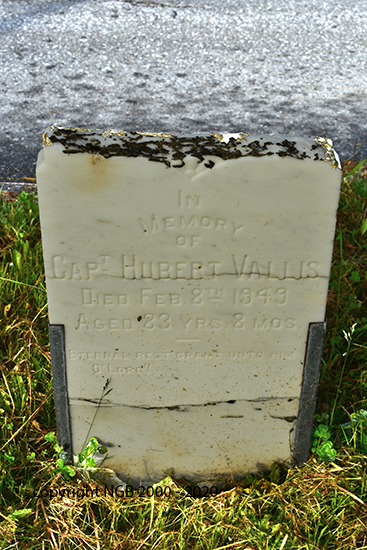 In
Memory
of
Capt. Hubert Vallis
Died Feb. 8th 1949
Aged 83 yrs. 8 mos.
Eternal rest grant unto him
O Lord!
Copyright NGB 2000 - 2020